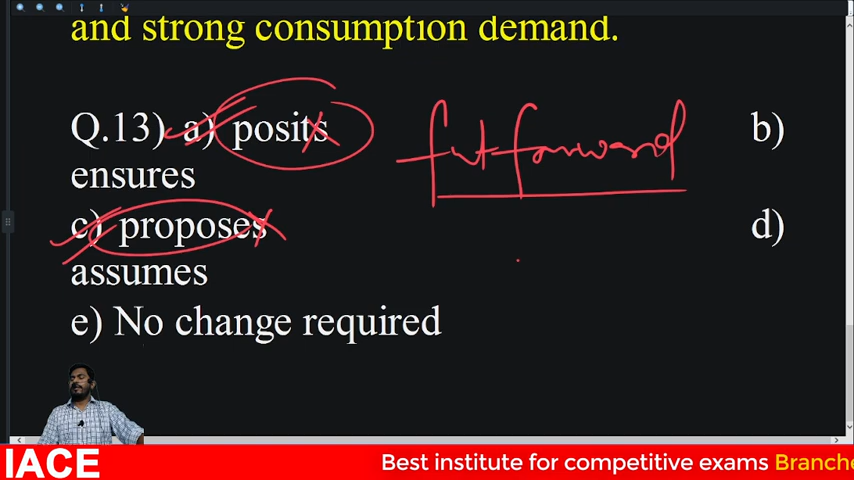 and strong consumption demand.
Q.13) a) posits b)
ensures
put forward
c) proposes d)
assumes
e) No change required
IACE Best institute for competitive exams Branche